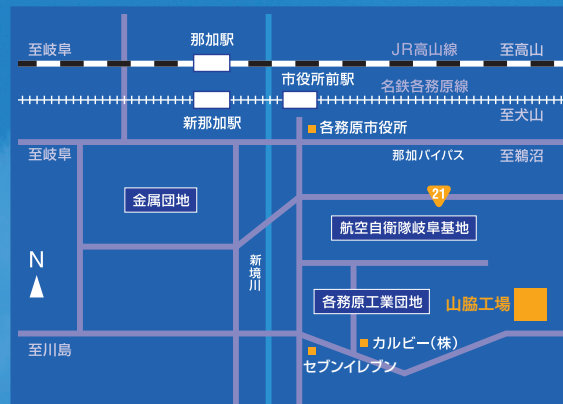 那加駅
至岐阜
JR高山線
至高山
市役所前駅
名鉄各務原線
至犬山
新那加駅
各務原市役所
至岐阜
那加バイパス
至鵜沼
21
金属団地
航空自衛隊岐阜基地
N
新境川
各務原工業団地
山脇工場
カルビー(株)
至川島
セブンイレブン